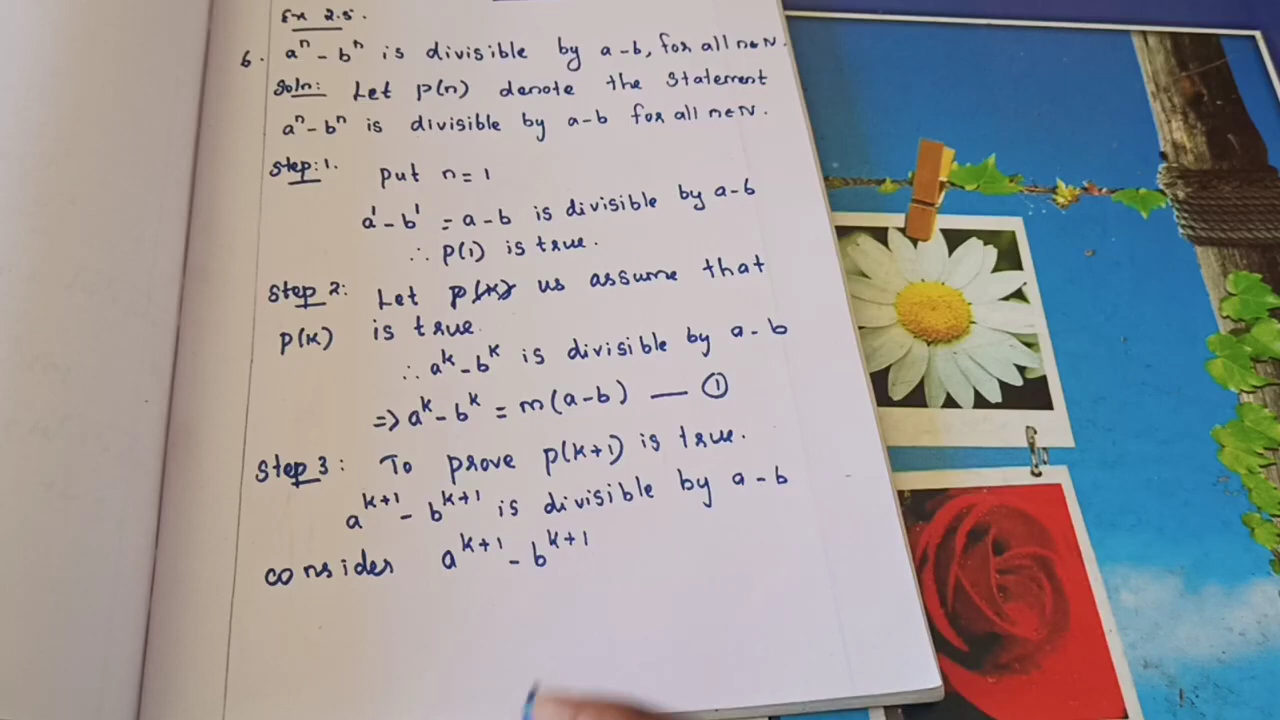 Ex 2.5.
6. aⁿ - bⁿ is divisible by a-b, for all n∈N.
Soln: Let p(n) denote the statement
aⁿ - bⁿ is divisible by a-b for all n∈N.
Step:1. put n = 1
a¹ - b¹ = a - b is divisible by a-b
∴ p(1) is true.
Step 2: Let p(k) us assume that
p(k) is true.
∴ aᵏ - bᵏ is divisible by a-b
=> aᵏ - bᵏ = m(a-b) — ①
Step 3: To prove p(k+1) is true.
aᵏ⁺¹ - bᵏ⁺¹ is divisible by a-b
consider aᵏ⁺¹ - bᵏ⁺¹